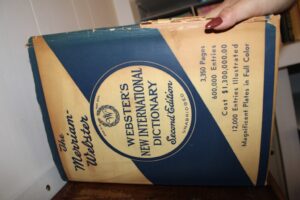 The
Merriam-
Webster
WEBSTER'S
NEW INTERNATIONAL
DICTIONARY
Second Edition
UNABRIDGED
3,350 Pages
600,000 Entries
Cost $1,300,000.00
12,000 Entries Illustrated
Magnificent Plates in Full Color